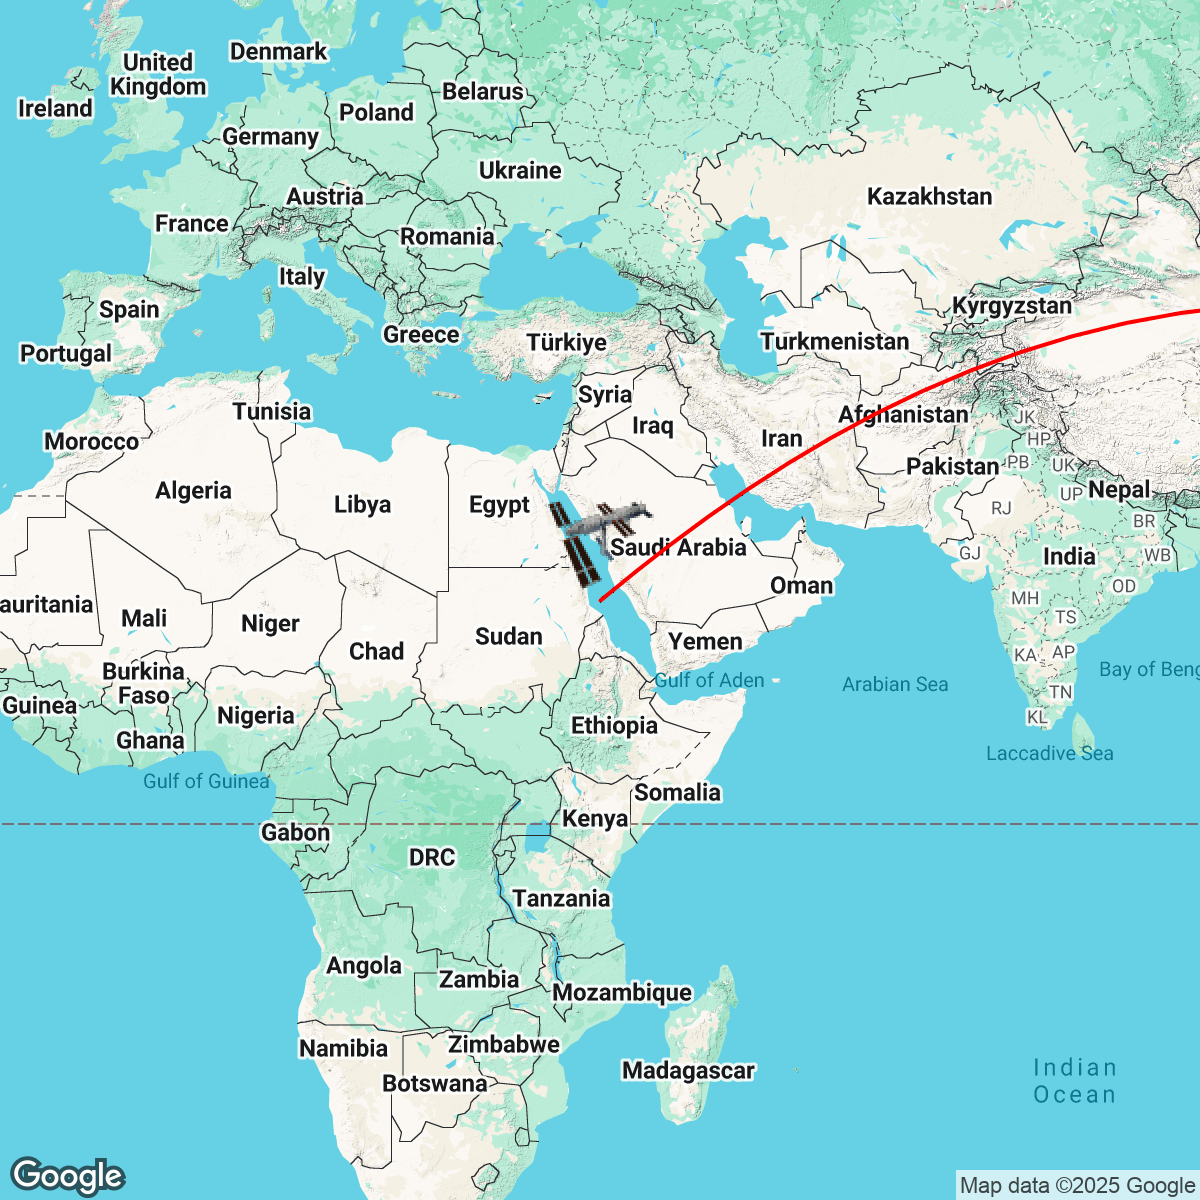 Denmark
United
Kingdom
Ireland
Belarus
Poland
Germany
Ukraine
Austria
Kazakhstan
France
Romania
Italy
Spain
Kyrgyzstan
Greece
Türkiye
Turkmenistan
Portugal
Syria
Tunisia
Afghanistan
JK
Iraq
Iran
HP
Morocco
Pakistan
PB
UK
Algeria
Libya
Egypt
UP
Nepal
RJ
BR
Saudi Arabia
GJ
India
WB
Oman
OD
auritania
MH
Mali
Niger
TS
Sudan
Yemen
Chad
KA
AP
Burkina
Faso
Bay of Beng
Gulf of Aden
Arabian Sea
TN
Guinea
Nigeria
KL
Ethiopia
Ghana
Laccadive Sea
Gulf of Guinea
Somalia
Kenya
Gabon
DRC
Tanzania
Angola
Zambia
Mozambique
Namibia
Zimbabwe
Madagascar
Indian
Ocean
Botswana
Google
Map data ©2025 Google